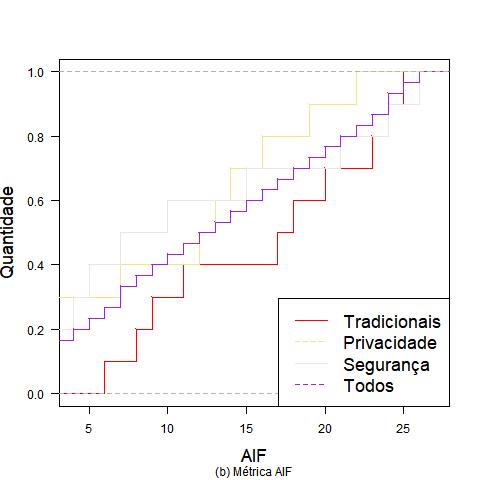 1.0
0.8
0.6
0.4
0.2
0.0
Quantidade
Tradicionais
Privacidade
Segurança
Todos
5 10 15 20 25
AIF
(b) Métrica AIF